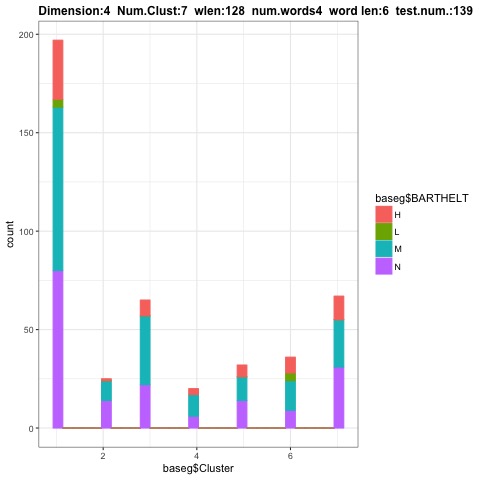 Dimension:4 Num.Clust:7 wlen:128 num.words4 word len:6 test.num.:139
200
150
100
50
0
count
2
4
6
baseg$Cluster
baseg$BARTHELT
H
L
M
N